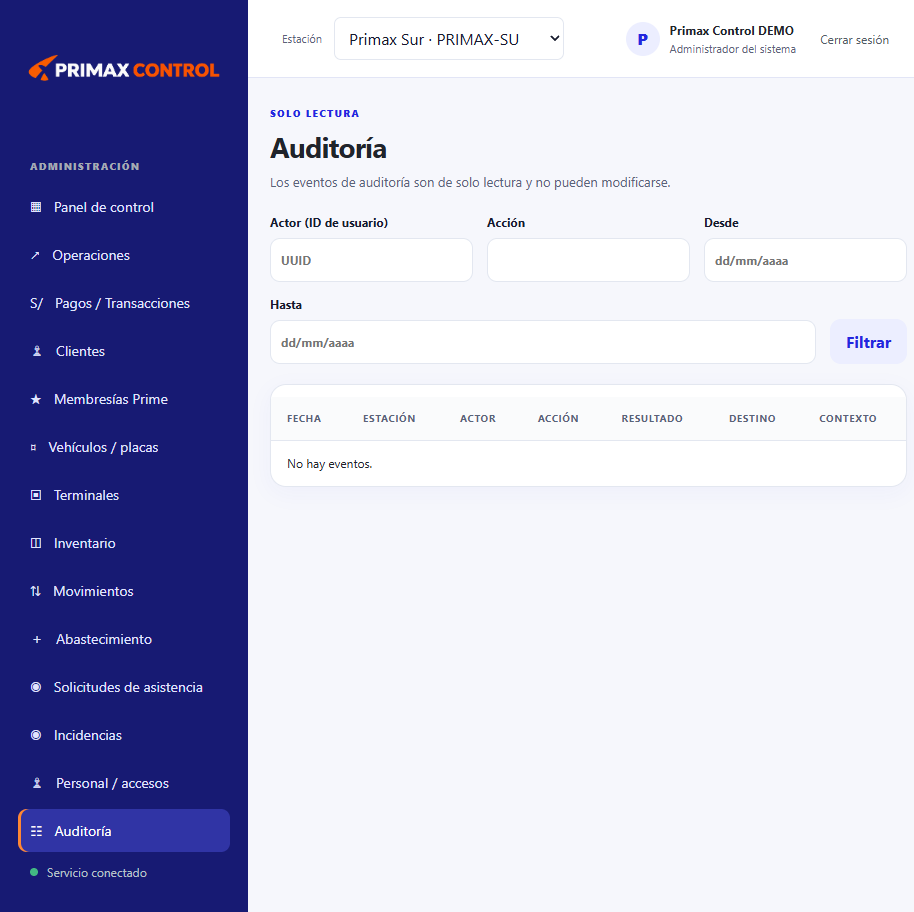 PRIMAX CONTROL
ADMINISTRACIÓN
Panel de control
Operaciones
S/ Pagos / Transacciones
Clientes
Membresías Prime
Vehículos / placas
Terminales
Inventario
Movimientos
+ Abastecimiento
Solicitudes de asistencia
Incidencias
Personal / accesos
Auditoría
Servicio conectado
Estación
Primax Sur · PRIMAX-SU
P
Primax Control DEMO
Administrador del sistema
Cerrar sesión
SOLO LECTURA
Auditoría
Los eventos de auditoría son de solo lectura y no pueden modificarse.
Actor (ID de usuario) Acción Desde
UUID dd/mm/aaaa
Hasta
dd/mm/aaaa Filtrar
FECHA ESTACIÓN ACTOR ACCIÓN RESULTADO DESTINO CONTEXTO
No hay eventos.